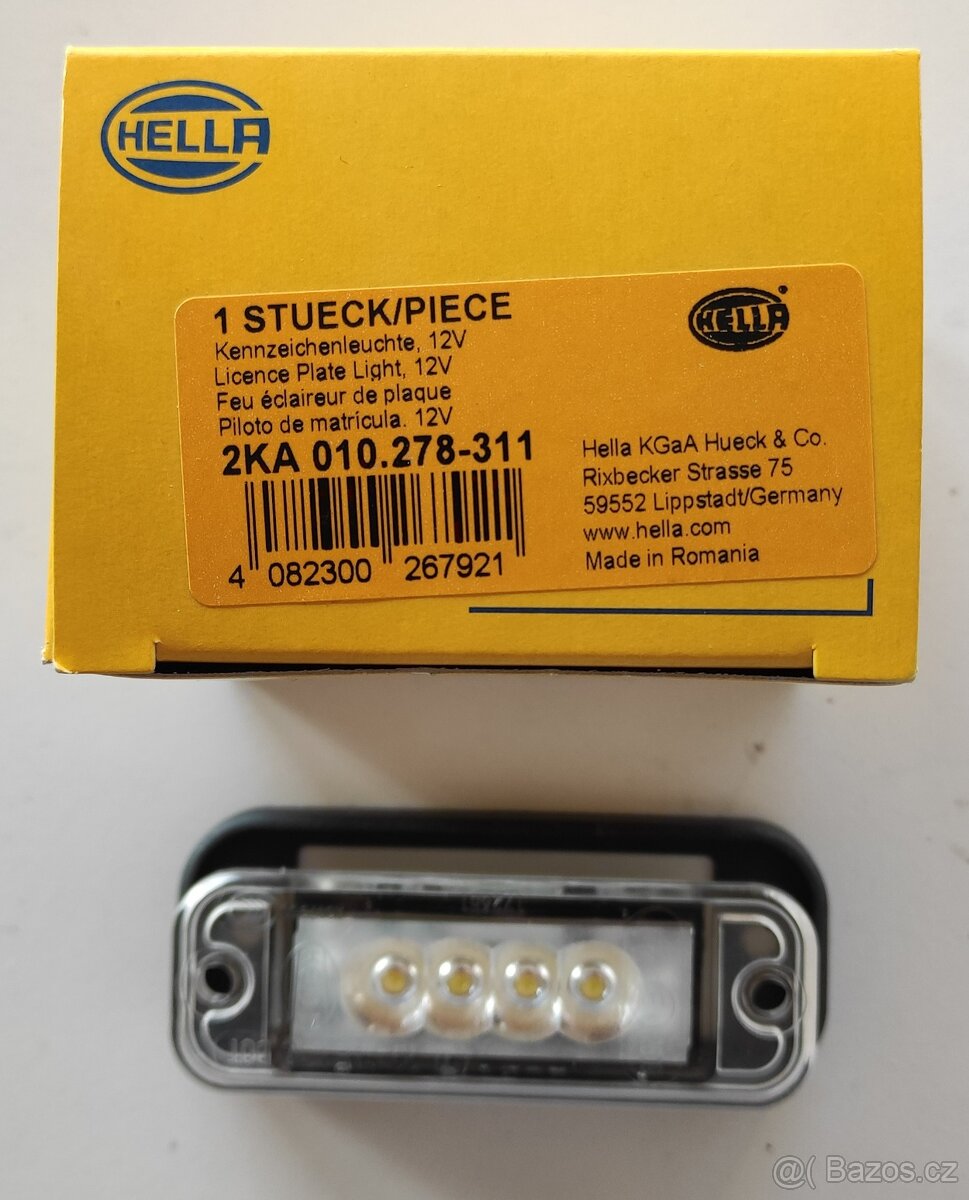 HELLA
1 STUECK/PIECE
HELLA
Kennzeichenleuchte, 12V
Licence Plate Light, 12V
Feu éclaireur de plaque
Piloto de matrícula. 12V
2KA 010.278-311
4 082300 267921
Hella KGaA Hueck & Co.
Rixbecker Strasse 75
59552 Lippstadt/Germany
www.hella.com
Made in Romania
@( Bazos.cz